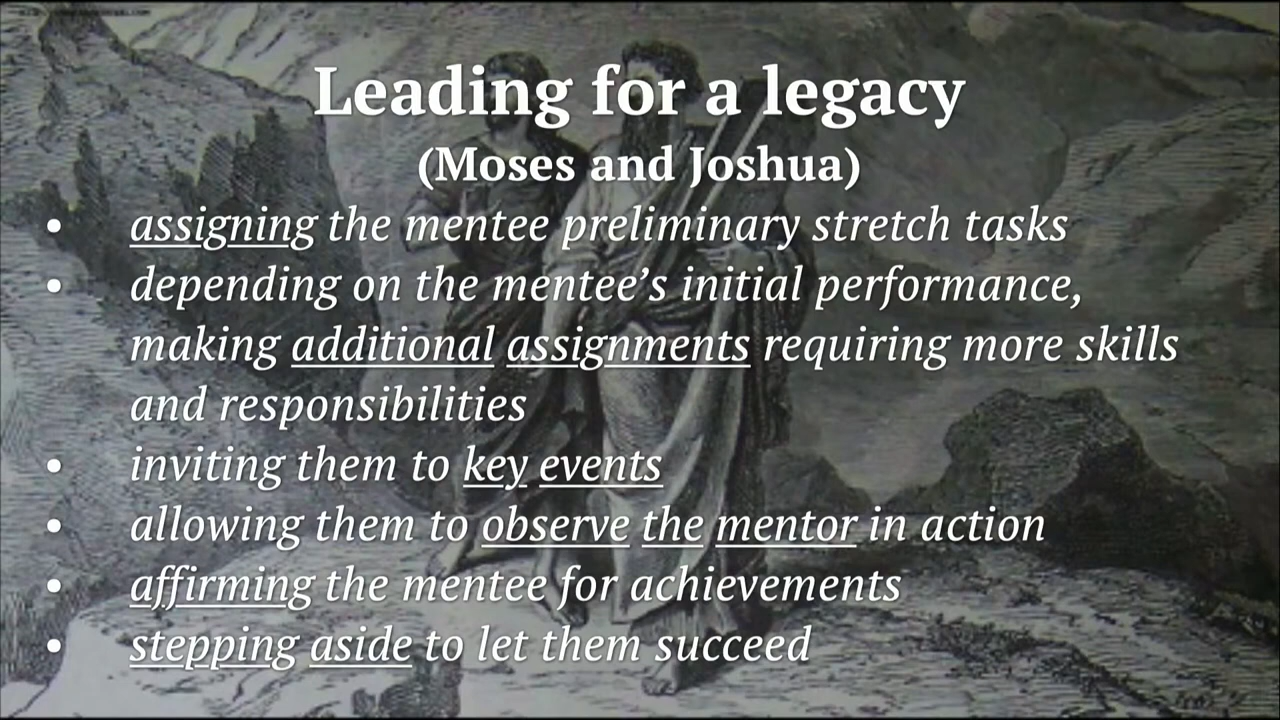 Leading for a legacy
(Moses and Joshua)
• assigning the mentee preliminary stretch tasks
• depending on the mentee’s initial performance,
making additional assignments requiring more skills
and responsibilities
• inviting them to key events
• allowing them to observe the mentor in action
• affirming the mentee for achievements
• stepping aside to let them succeed